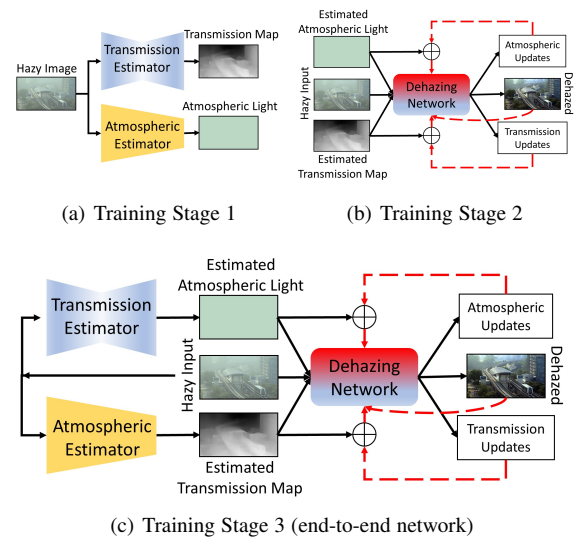 Transmission Map
Transmission
Estimator
Hazy Image
Atmospheric Light
Atmospheric
Estimator
(a) Training Stage 1
Estimated
Atmospheric Light
Hazy Input
Estimated
Transmission Map
Dehazing
Network
Atmospheric
Updates
Dehazed
Transmission
Updates
(b) Training Stage 2
Transmission
Estimator
Atmospheric
Estimator
Estimated
Atmospheric Light
Hazy Input
Estimated
Transmission Map
Dehazing
Network
Atmospheric
Updates
Dehazed
Transmission
Updates
(c) Training Stage 3 (end-to-end network)